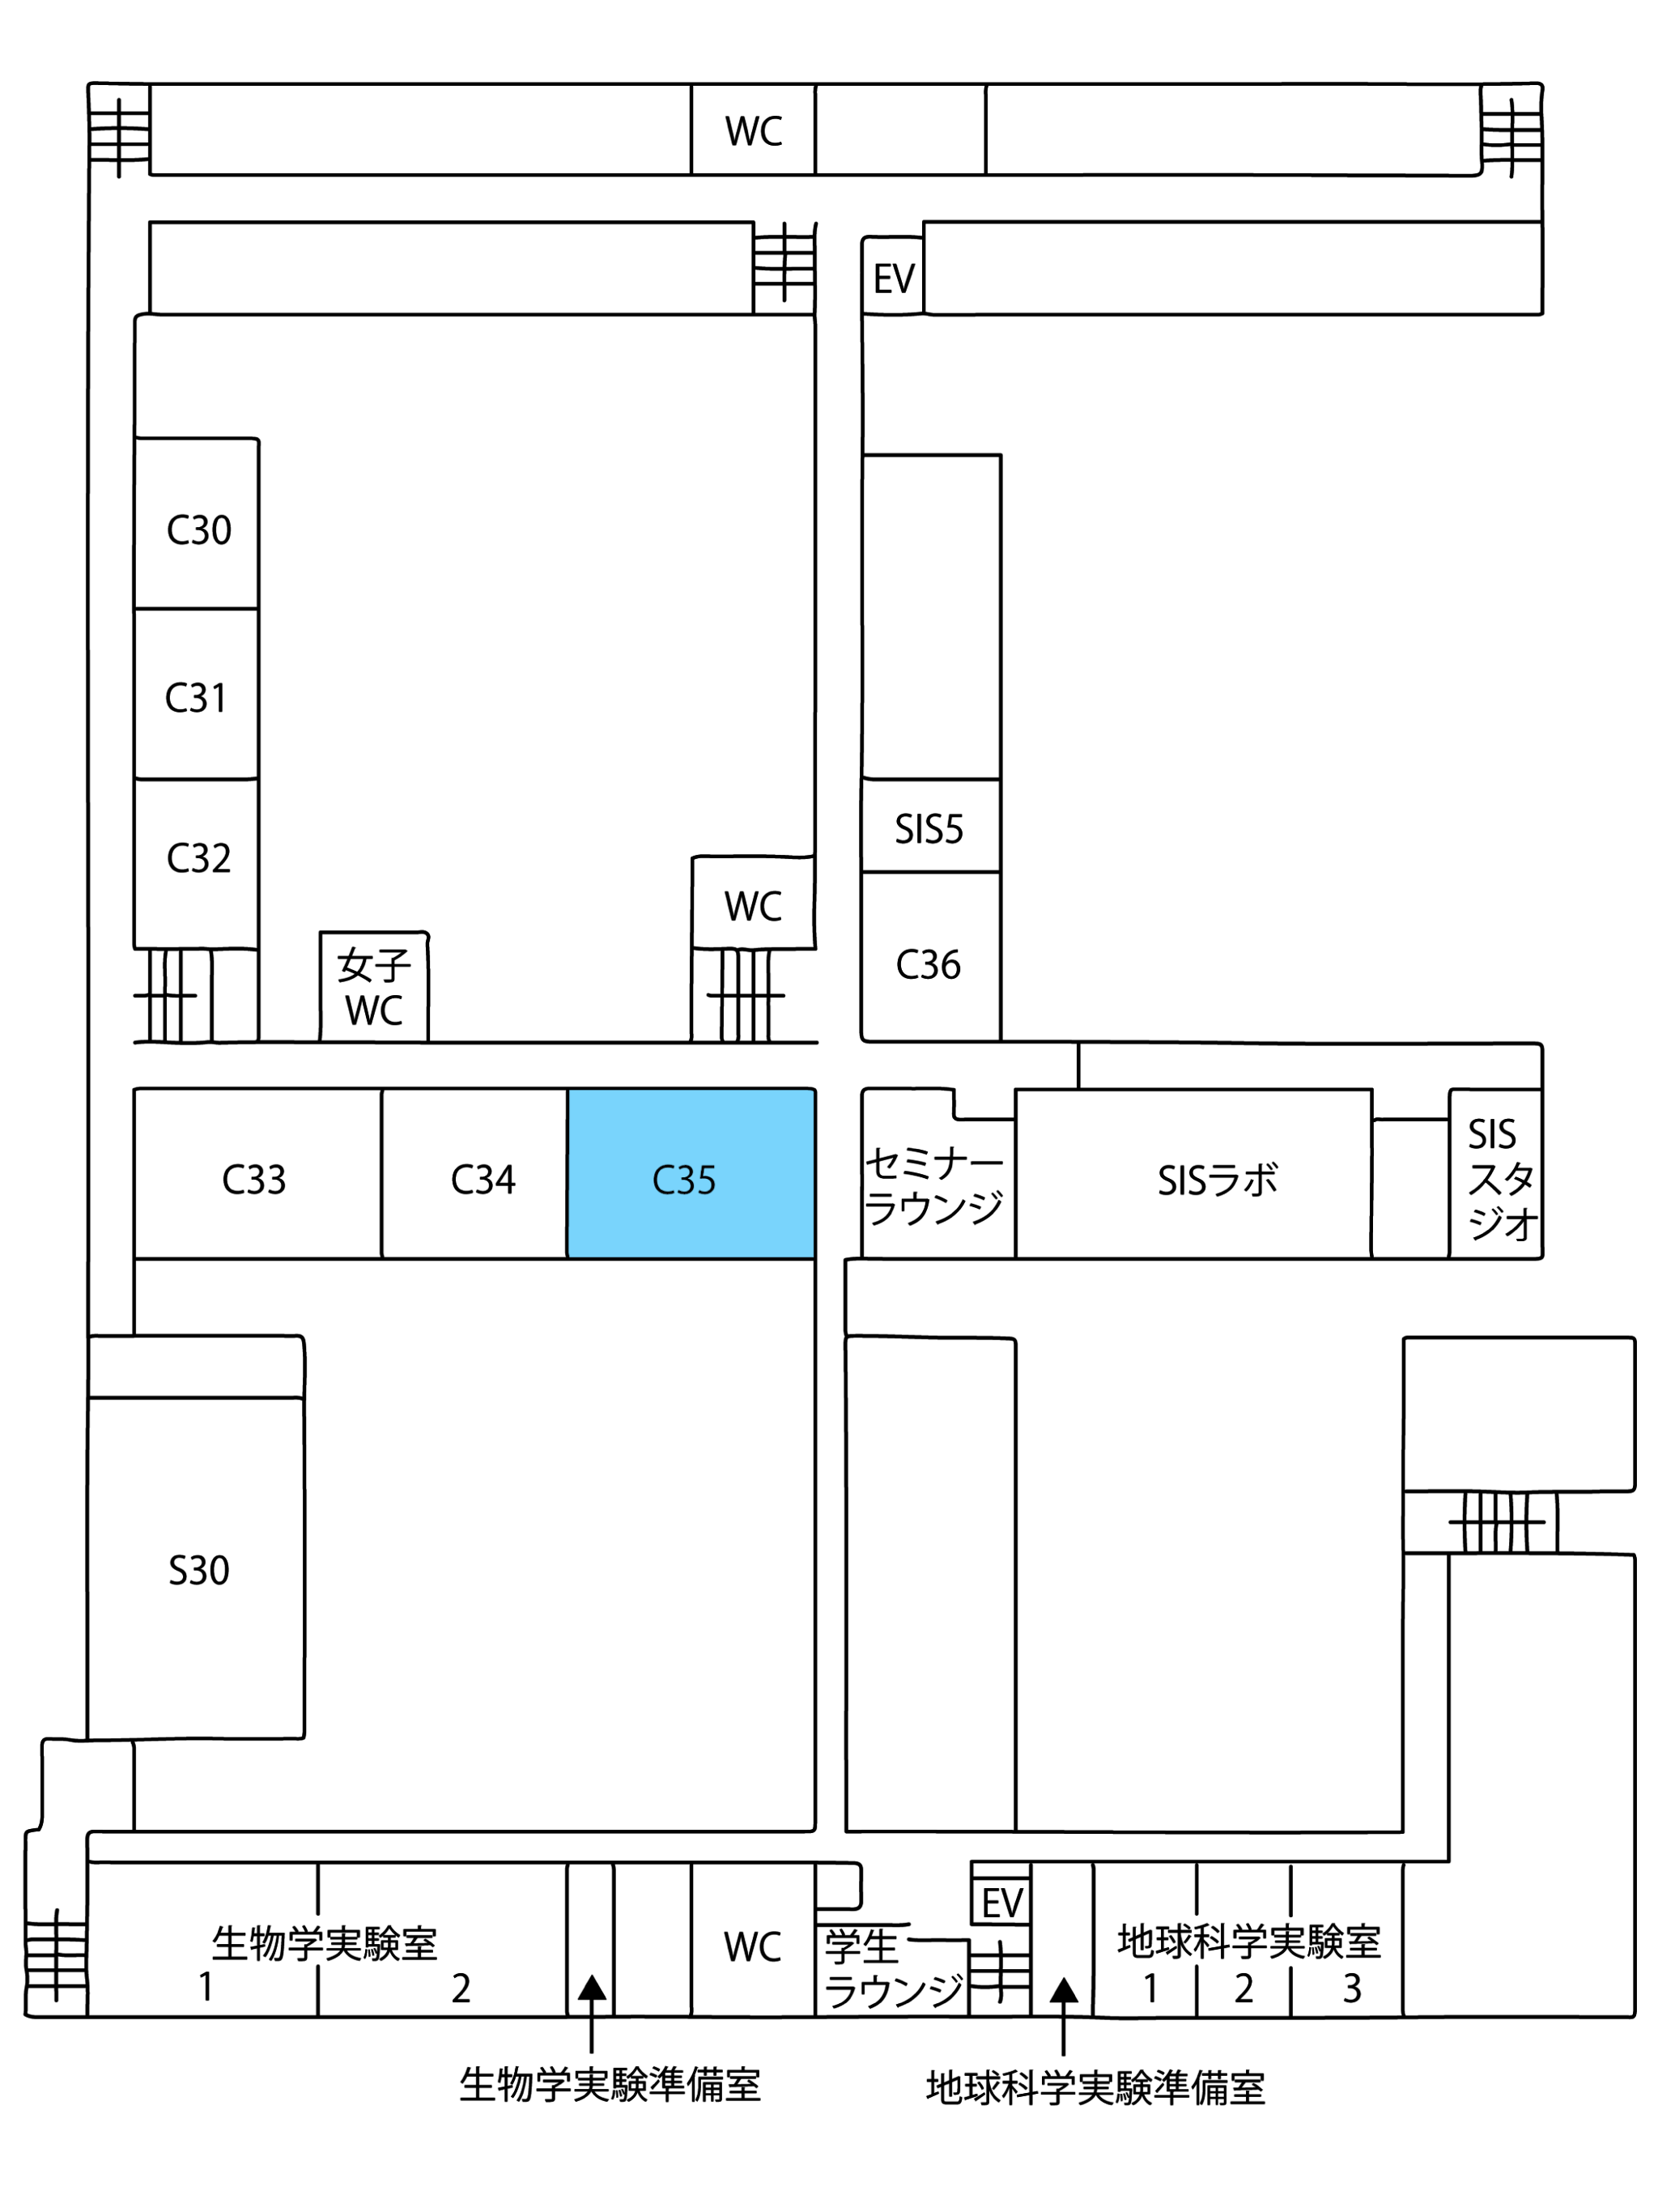 WC
EV
C30
C31
SIS5
C32
WC
C36
女子
WC
C33
C34
C35
セミナー
ラウンジ
SISラボ
SIS
スタ
ジオ
S30
生物学実験室
1
2
WC
学生
ラウンジ
EV
地球科学実験室
1
2
3
生物学実験準備室
地球科学実験準備室